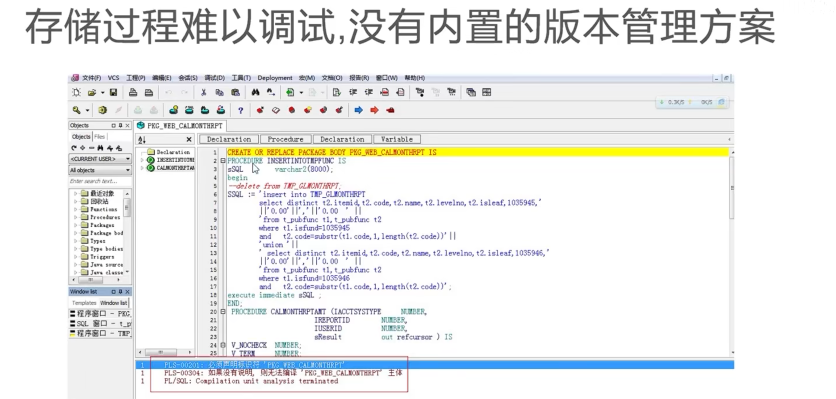 存储过程难以调试,没有内置的版本管理方案
文件(F) VCS 工程(P) 编辑(E) 会话(S) 调试(D) 工具(T) Deployment 宏(M) 文档(O) 报告(R) 窗口(W) 帮助(H)
0.3K/S 0K/S
Objects
PKG_WEB_CALMONTHRPT
Objects Files
Declaration Procedure Declaration Variable
<CURRENT USER>
All objects
Enter search text...
最近对象
回收站
Functions
Procedures
Packages
Package bod
Types
Type bodies
Triggers
Java source
Java classe
Window list
Templates Window list
程序窗口 - PKG_
SQL 窗口 - t_p
程序窗口 - TMP_
Declaration
INSERTINTOTM
CALMONTHRPTAN
1 CREATE OR REPLACE PACKAGE BODY PKG_WEB_CALMONTHRPT IS
2 PROCEDURE INSERTINTOTMPFUNC IS
3 sSQL varchar2(8000);
4 begin
5 --delete from TMP_GLMONTHRPT;
6 SSQL := 'insert into TMP_GLMONTHRPT
7 select distinct t2.itemid,t2.code,t2.name,t2.levelno,t2.isleaf,1035945,'
8 ||'0.00'||','||'0.00 ' ||
9 'from t_pubfunc t1,t_pubfunc t2
10 where t1.isfund=1035945
11 and t2.code=substr(t1.code,1,length(t2.code))'||
12 'union '||
13 ' select distinct t2.itemid,t2.code,t2.name,t2.levelno,t2.isleaf,1035946,'
14 ||'0.00'||','||'0.00 ' ||
15 'from t_pubfunc t1,t_pubfunc t2
16 where t1.isfund=1035946
17 and t2.code=substr(t1.code,1,length(t2.code))';
18 execute immediate sSQL ;
19 END;
20 PROCEDURE CALMONTHRPTAMT (IACCTSYSTYPE NUMBER,
21 IREPORTID NUMBER,
22 IUSERID NUMBER,
23 sResult out refcursor ) IS
24 V_NOCHECK NUMBER;
25 V_TERM NUMBER;
1 PLS-00201: 必须声明标识符 'PKG_WEB_CALMONTHRPT'
1 PLS-00304: 如果没有说明, 则无法编译 'PKG_WEB_CALMONTHRPT' 主体
1 PL/SQL: Compilation unit analysis terminated